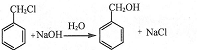 CH₂Cl
CH₂OH
+NaOH
H₂O
+ NaCl